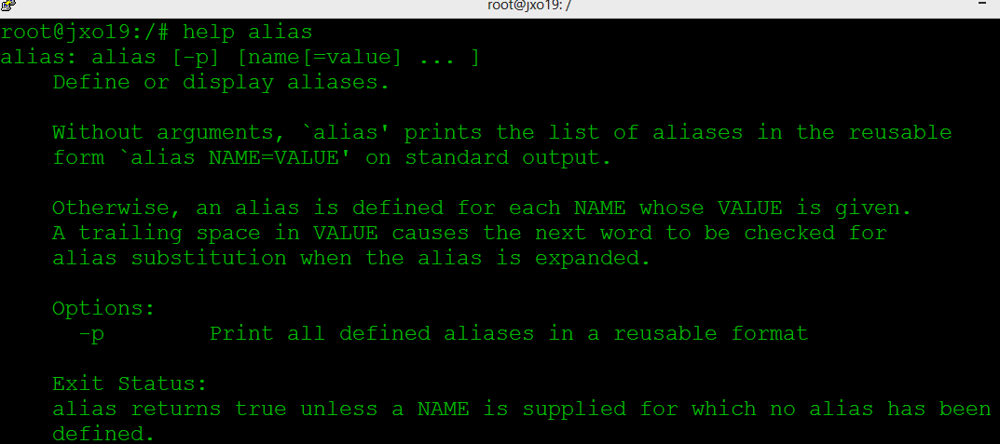 root@jxo19: /
root@jxo19:/# help alias
alias: alias [-p] [name[=value] ... ]
Define or display aliases.
Without arguments, `alias' prints the list of aliases in the reusable
form `alias NAME=VALUE' on standard output.
Otherwise, an alias is defined for each NAME whose VALUE is given.
A trailing space in VALUE causes the next word to be checked for
alias substitution when the alias is expanded.
Options:
-p Print all defined aliases in a reusable format
Exit Status:
alias returns true unless a NAME is supplied for which no alias has been
defined.